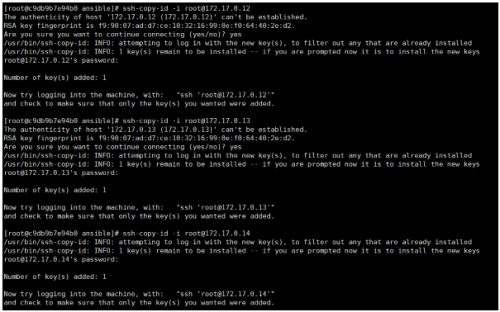 [root@c9db9b7e94b0 ansible]# ssh-copy-id -i root@172.17.0.12
The authenticity of host '172.17.0.12 (172.17.0.12)' can't be established.
RSA key fingerprint is f9:90:07:ad:d7:ce:10:32:16:99:0e:f0:64:40:2e:d2.
Are you sure you want to continue connecting (yes/no)? yes
/usr/bin/ssh-copy-id: INFO: attempting to log in with the new key(s), to filter out any that are already installed
/usr/bin/ssh-copy-id: INFO: 1 key(s) remain to be installed -- if you are prompted now it is to install the new keys
root@172.17.0.12's password:
Number of key(s) added: 1
Now try logging into the machine, with: "ssh 'root@172.17.0.12'"
and check to make sure that only the key(s) you wanted were added.
[root@c9db9b7e94b0 ansible]# ssh-copy-id -i root@172.17.0.13
The authenticity of host '172.17.0.13 (172.17.0.13)' can't be established.
RSA key fingerprint is f9:90:07:ad:d7:ce:10:32:16:99:0e:f0:64:40:2e:d2.
Are you sure you want to continue connecting (yes/no)? yes
/usr/bin/ssh-copy-id: INFO: attempting to log in with the new key(s), to filter out any that are already installed
/usr/bin/ssh-copy-id: INFO: 1 key(s) remain to be installed -- if you are prompted now it is to install the new keys
root@172.17.0.13's password:
Number of key(s) added: 1
Now try logging into the machine, with: "ssh 'root@172.17.0.13'"
and check to make sure that only the key(s) you wanted were added.
[root@c9db9b7e94b0 ansible]# ssh-copy-id -i root@172.17.0.14
/usr/bin/ssh-copy-id: INFO: attempting to log in with the new key(s), to filter out any that are already installed
/usr/bin/ssh-copy-id: INFO: 1 key(s) remain to be installed -- if you are prompted now it is to install the new keys
root@172.17.0.14's password:
Number of key(s) added: 1
Now try logging into the machine, with: "ssh 'root@172.17.0.14'"
and check to make sure that only the key(s) you wanted were added.